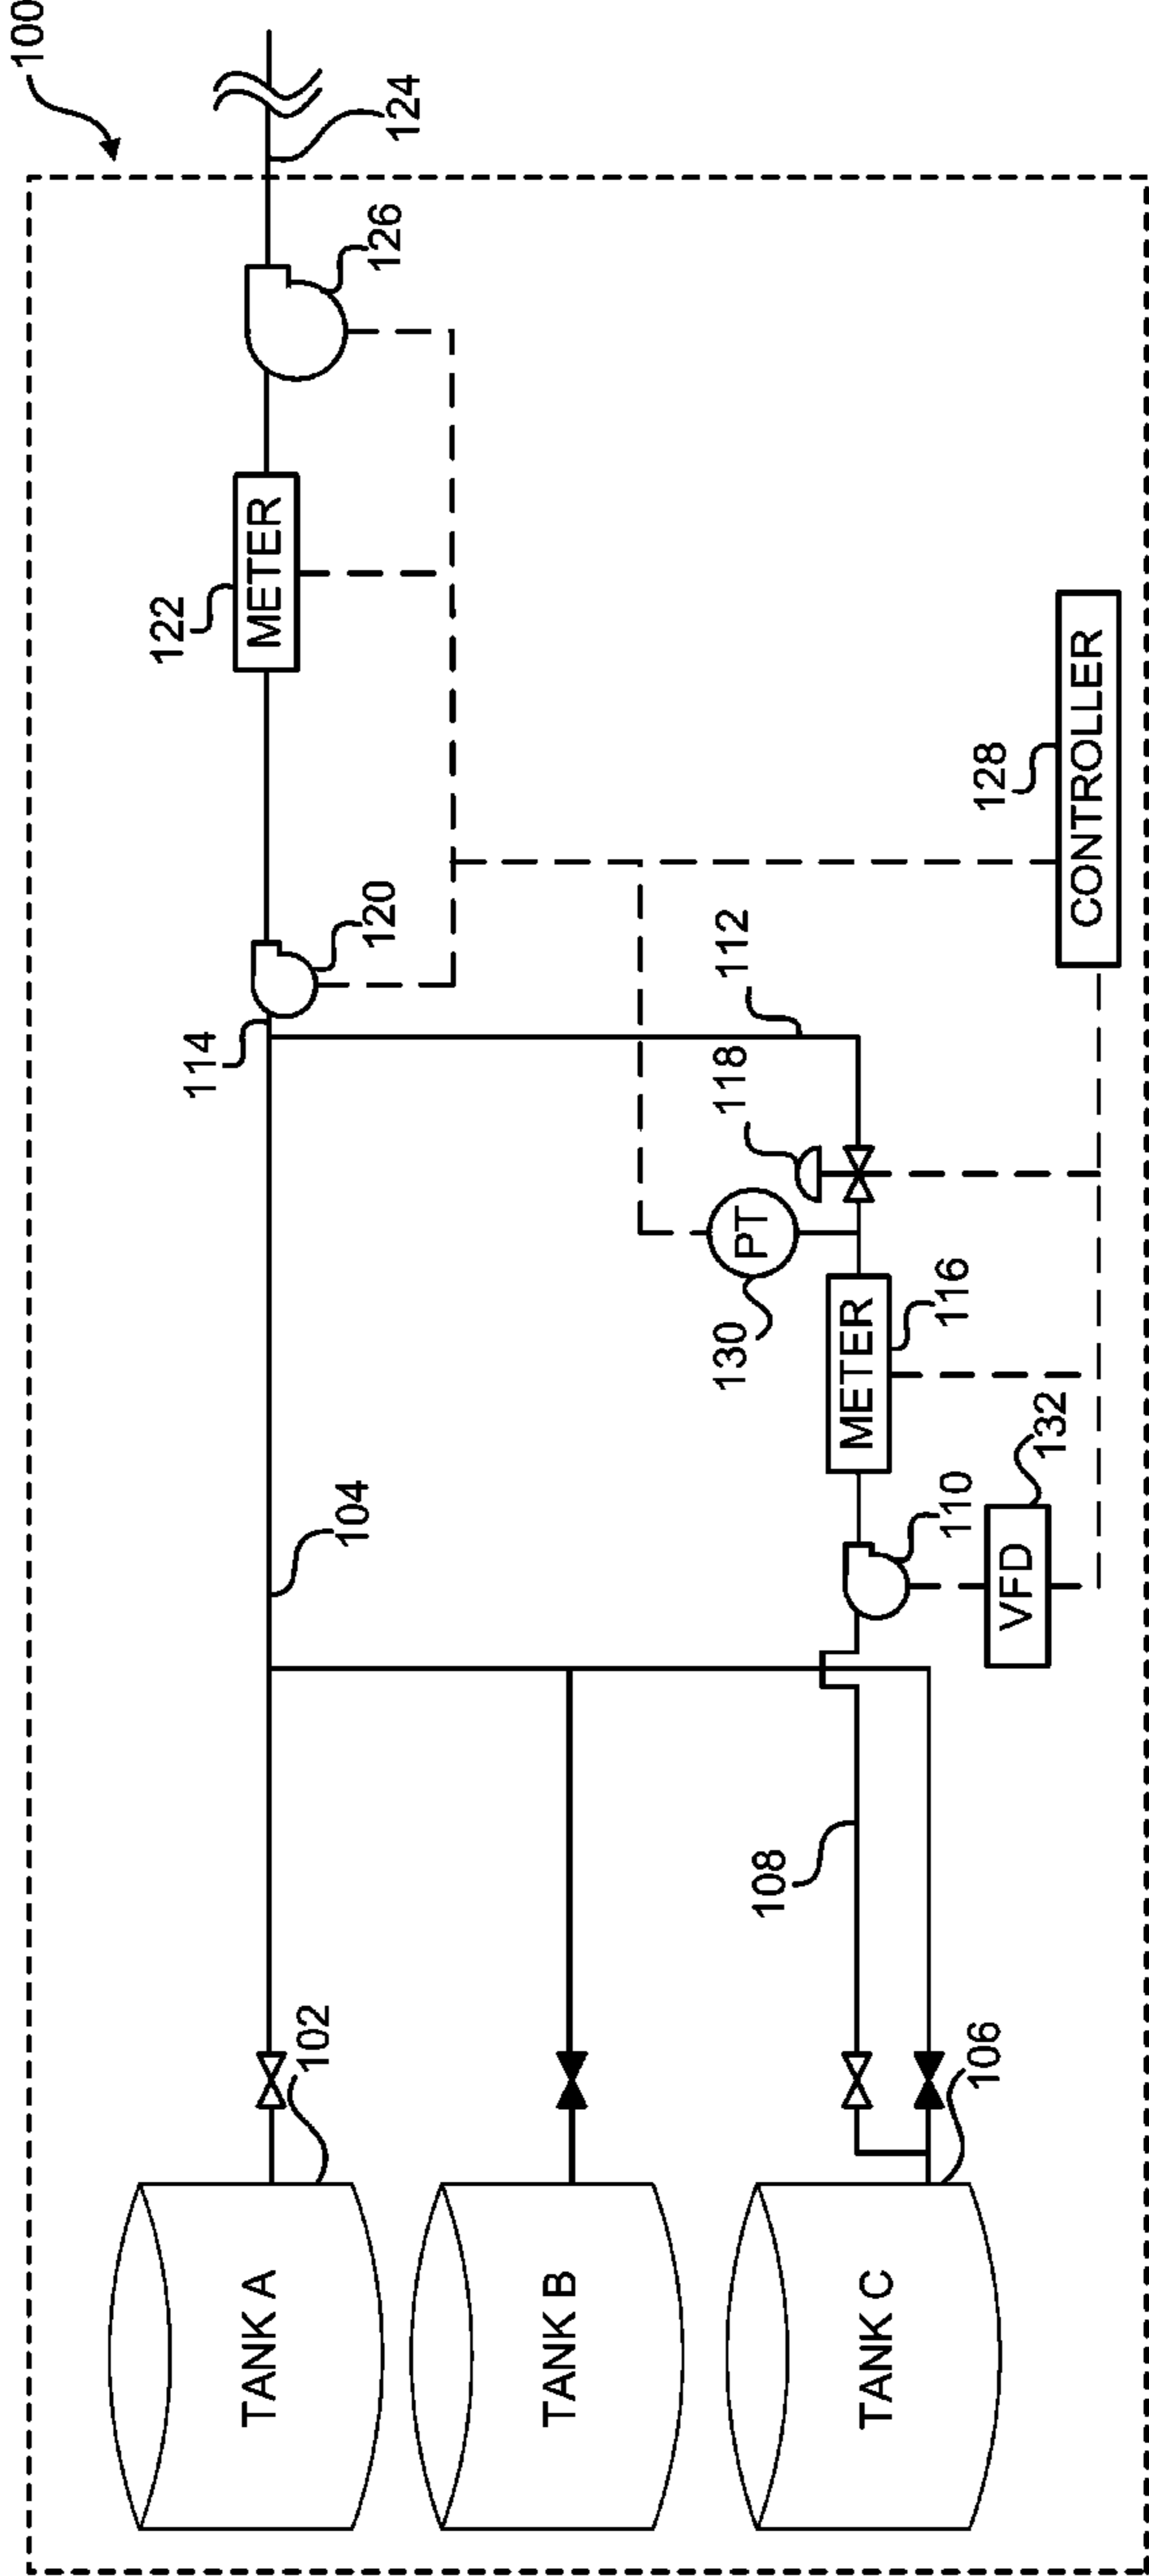 100
124
126
METER
122
120
114
112
128
CONTROLLER
118
PT
130
METER
116
104
110
132
VFD
108
102
106
TANK A
TANK B
TANK C